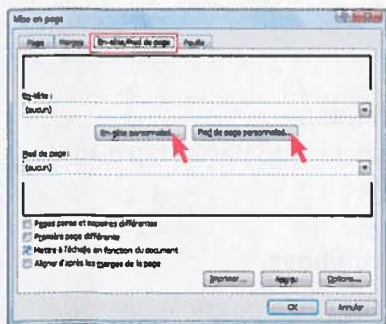 Mise en page
Page Marges En-tête/Pied de page Feuille
En-tête :
(aucun)
En-tête personnalisé... Pied de page personnalisé...
Pied de page :
(aucun)
Pages paires et impaires différentes
Première page différente
Mettre à l'échelle en fonction du document
Aligner d'après les marges de la page
Imprimer... Aperçu Options...
OK Annuler